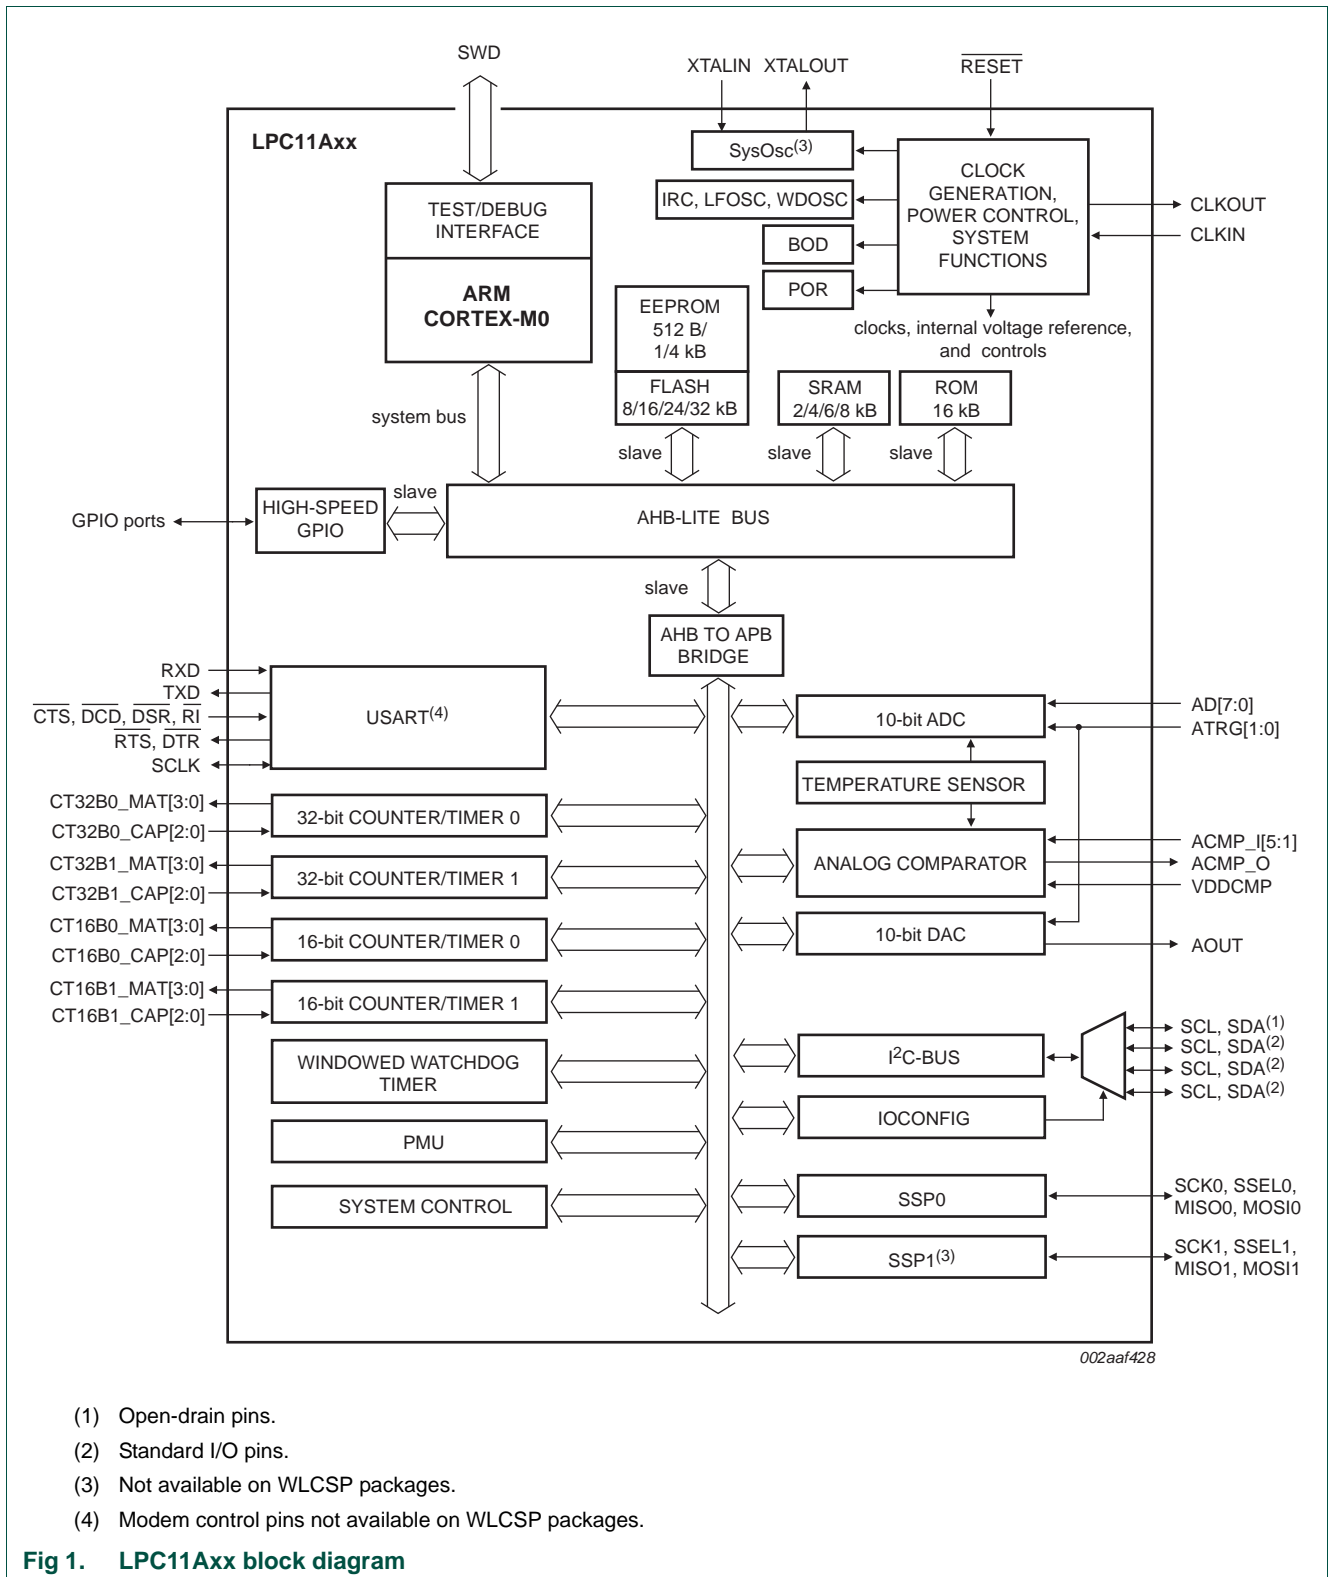 SWD
XTALIN XTALOUT
RESET
LPC11Axx
SysOsc(3)
CLOCK
GENERATION,
POWER CONTROL,
SYSTEM
FUNCTIONS
TEST/DEBUG
INTERFACE
IRC, LFOSC, WDOSC
CLKOUT
CLKIN
BOD
POR
ARM
CORTEX-M0
EEPROM
512 B/
1/4 kB
clocks, internal voltage reference,
and controls
FLASH
8/16/24/32 kB
SRAM
2/4/6/8 kB
ROM
16 kB
system bus
slave
slave
slave
slave
GPIO ports
HIGH-SPEED
GPIO
AHB-LITE BUS
slave
AHB TO APB
BRIDGE
RXD
TXD
CTS, DCD, DSR, RI
RTS, DTR
SCLK
USART(4)
10-bit ADC
AD[7:0]
ATRG[1:0]
TEMPERATURE SENSOR
CT32B0_MAT[3:0]
CT32B0_CAP[2:0]
32-bit COUNTER/TIMER 0
ANALOG COMPARATOR
ACMP_I[5:1]
ACMP_O
VDDCMP
CT32B1_MAT[3:0]
CT32B1_CAP[2:0]
32-bit COUNTER/TIMER 1
CT16B0_MAT[3:0]
CT16B0_CAP[2:0]
16-bit COUNTER/TIMER 0
10-bit DAC
AOUT
CT16B1_MAT[3:0]
CT16B1_CAP[2:0]
16-bit COUNTER/TIMER 1
WINDOWED WATCHDOG
TIMER
I2C-BUS
SCL, SDA(1)
SCL, SDA(2)
SCL, SDA(2)
SCL, SDA(2)
IOCONFIG
PMU
SYSTEM CONTROL
SSP0
SCK0, SSEL0,
MISO0, MOSI0
SSP1(3)
SCK1, SSEL1,
MISO1, MOSI1
002aaf428
(1) Open-drain pins.
(2) Standard I/O pins.
(3) Not available on WLCSP packages.
(4) Modem control pins not available on WLCSP packages.
Fig 1. LPC11Axx block diagram